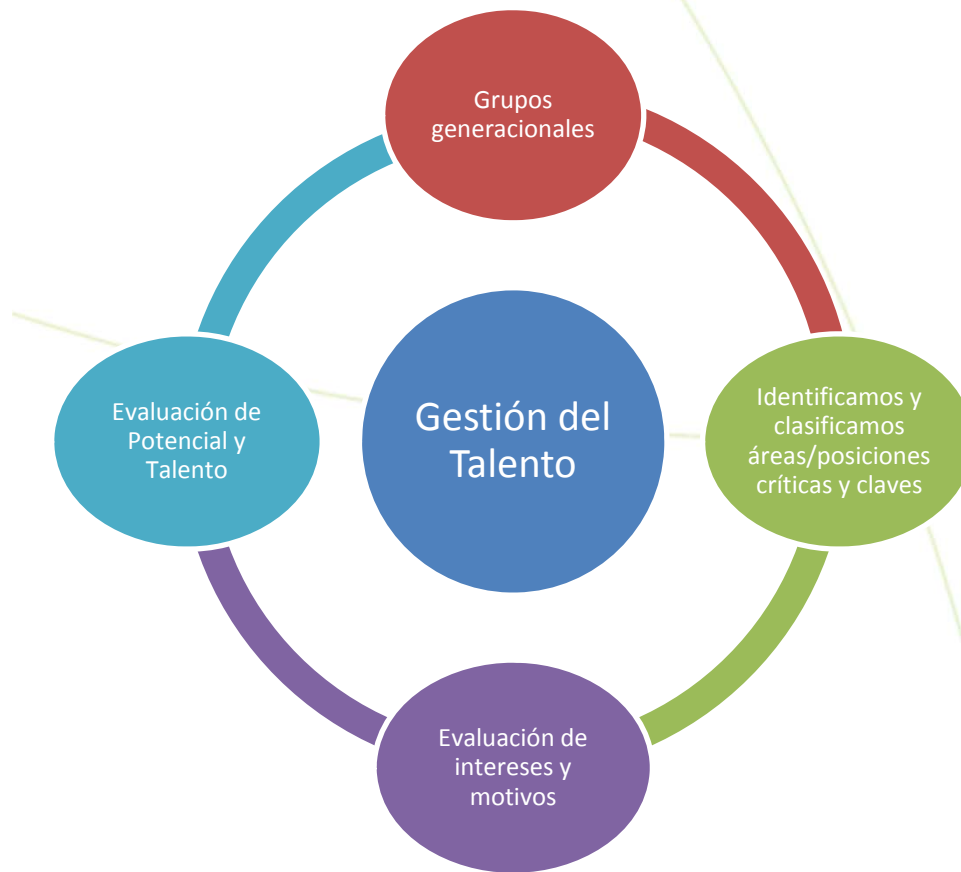 Grupos
generacionales
Identificamos y
clasificamos
áreas/posiciones
críticas y claves
Evaluación de
intereses y
motivos
Evaluación de
Potencial y
Talento
Gestión del
Talento